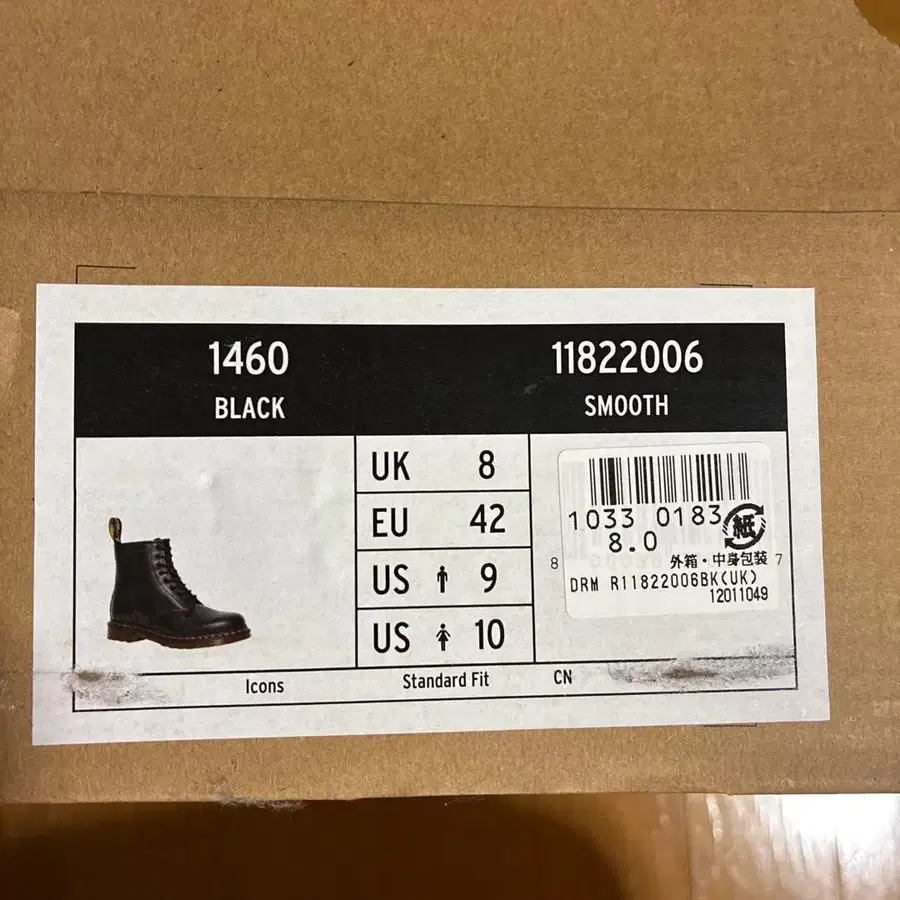 1460
BLACK
11822006
SMOOTH
UK 8
EU 42
US 9
US 10
1033 0183
8.0
紙
外箱・中身包装
8
7
DRM R11822006BK(UK)
12011049
Icons
Standard Fit
CN